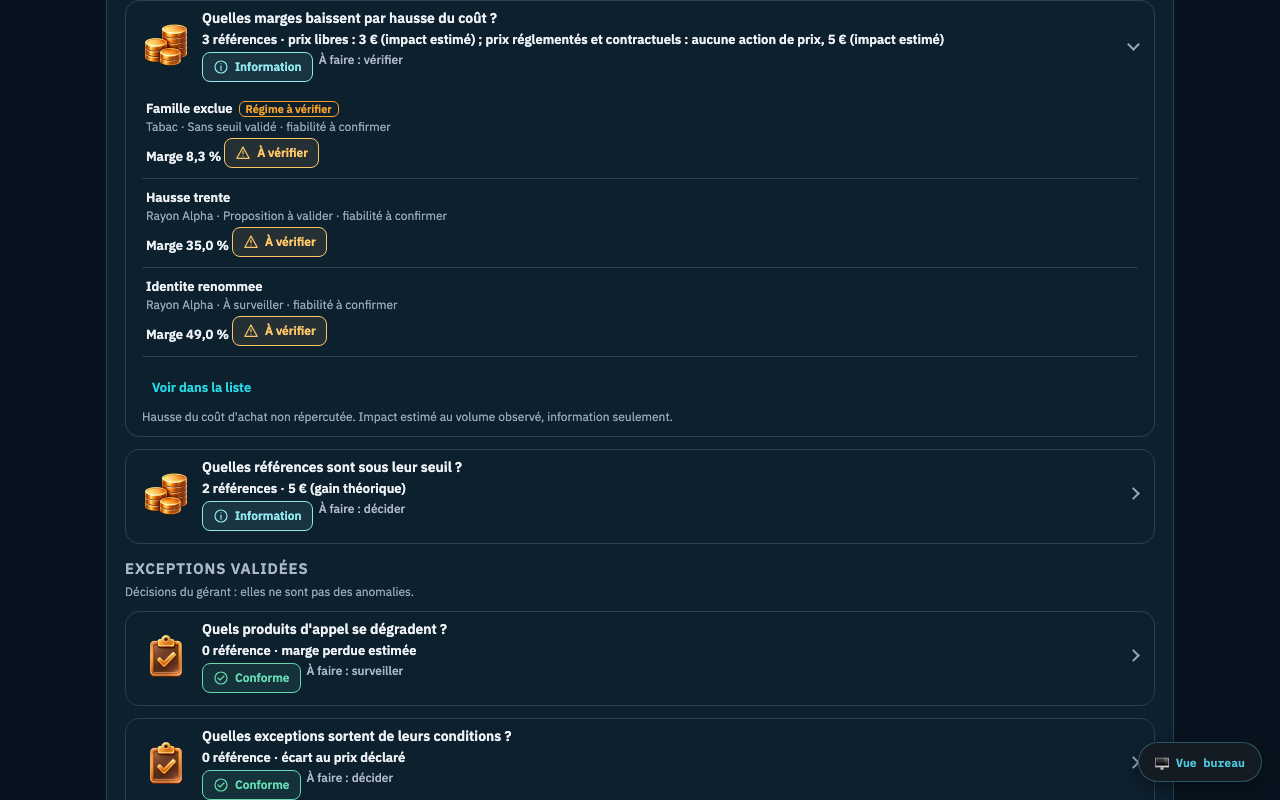 Quelles marges baissent par hausse du coût ?
3 références · prix libres : 3 € (impact estimé) ; prix réglementés et contractuels : aucune action de prix, 5 € (impact estimé)
Information À faire : vérifier
Famille exclue Régime à vérifier
Tabac · Sans seuil validé · fiabilité à confirmer
Marge 8,3 % À vérifier
Hausse trente
Rayon Alpha · Proposition à valider · fiabilité à confirmer
Marge 35,0 % À vérifier
Identite renommee
Rayon Alpha · À surveiller · fiabilité à confirmer
Marge 49,0 % À vérifier
Voir dans la liste
Hausse du coût d'achat non répercutée. Impact estimé au volume observé, information seulement.
Quelles références sont sous leur seuil ?
2 références · 5 € (gain théorique)
Information À faire : décider
EXCEPTIONS VALIDÉES
Décisions du gérant : elles ne sont pas des anomalies.
Quels produits d'appel se dégradent ?
0 référence · marge perdue estimée
Conforme À faire : surveiller
Quelles exceptions sortent de leurs conditions ?
0 référence · écart au prix déclaré
Conforme À faire : décider
Vue bureau